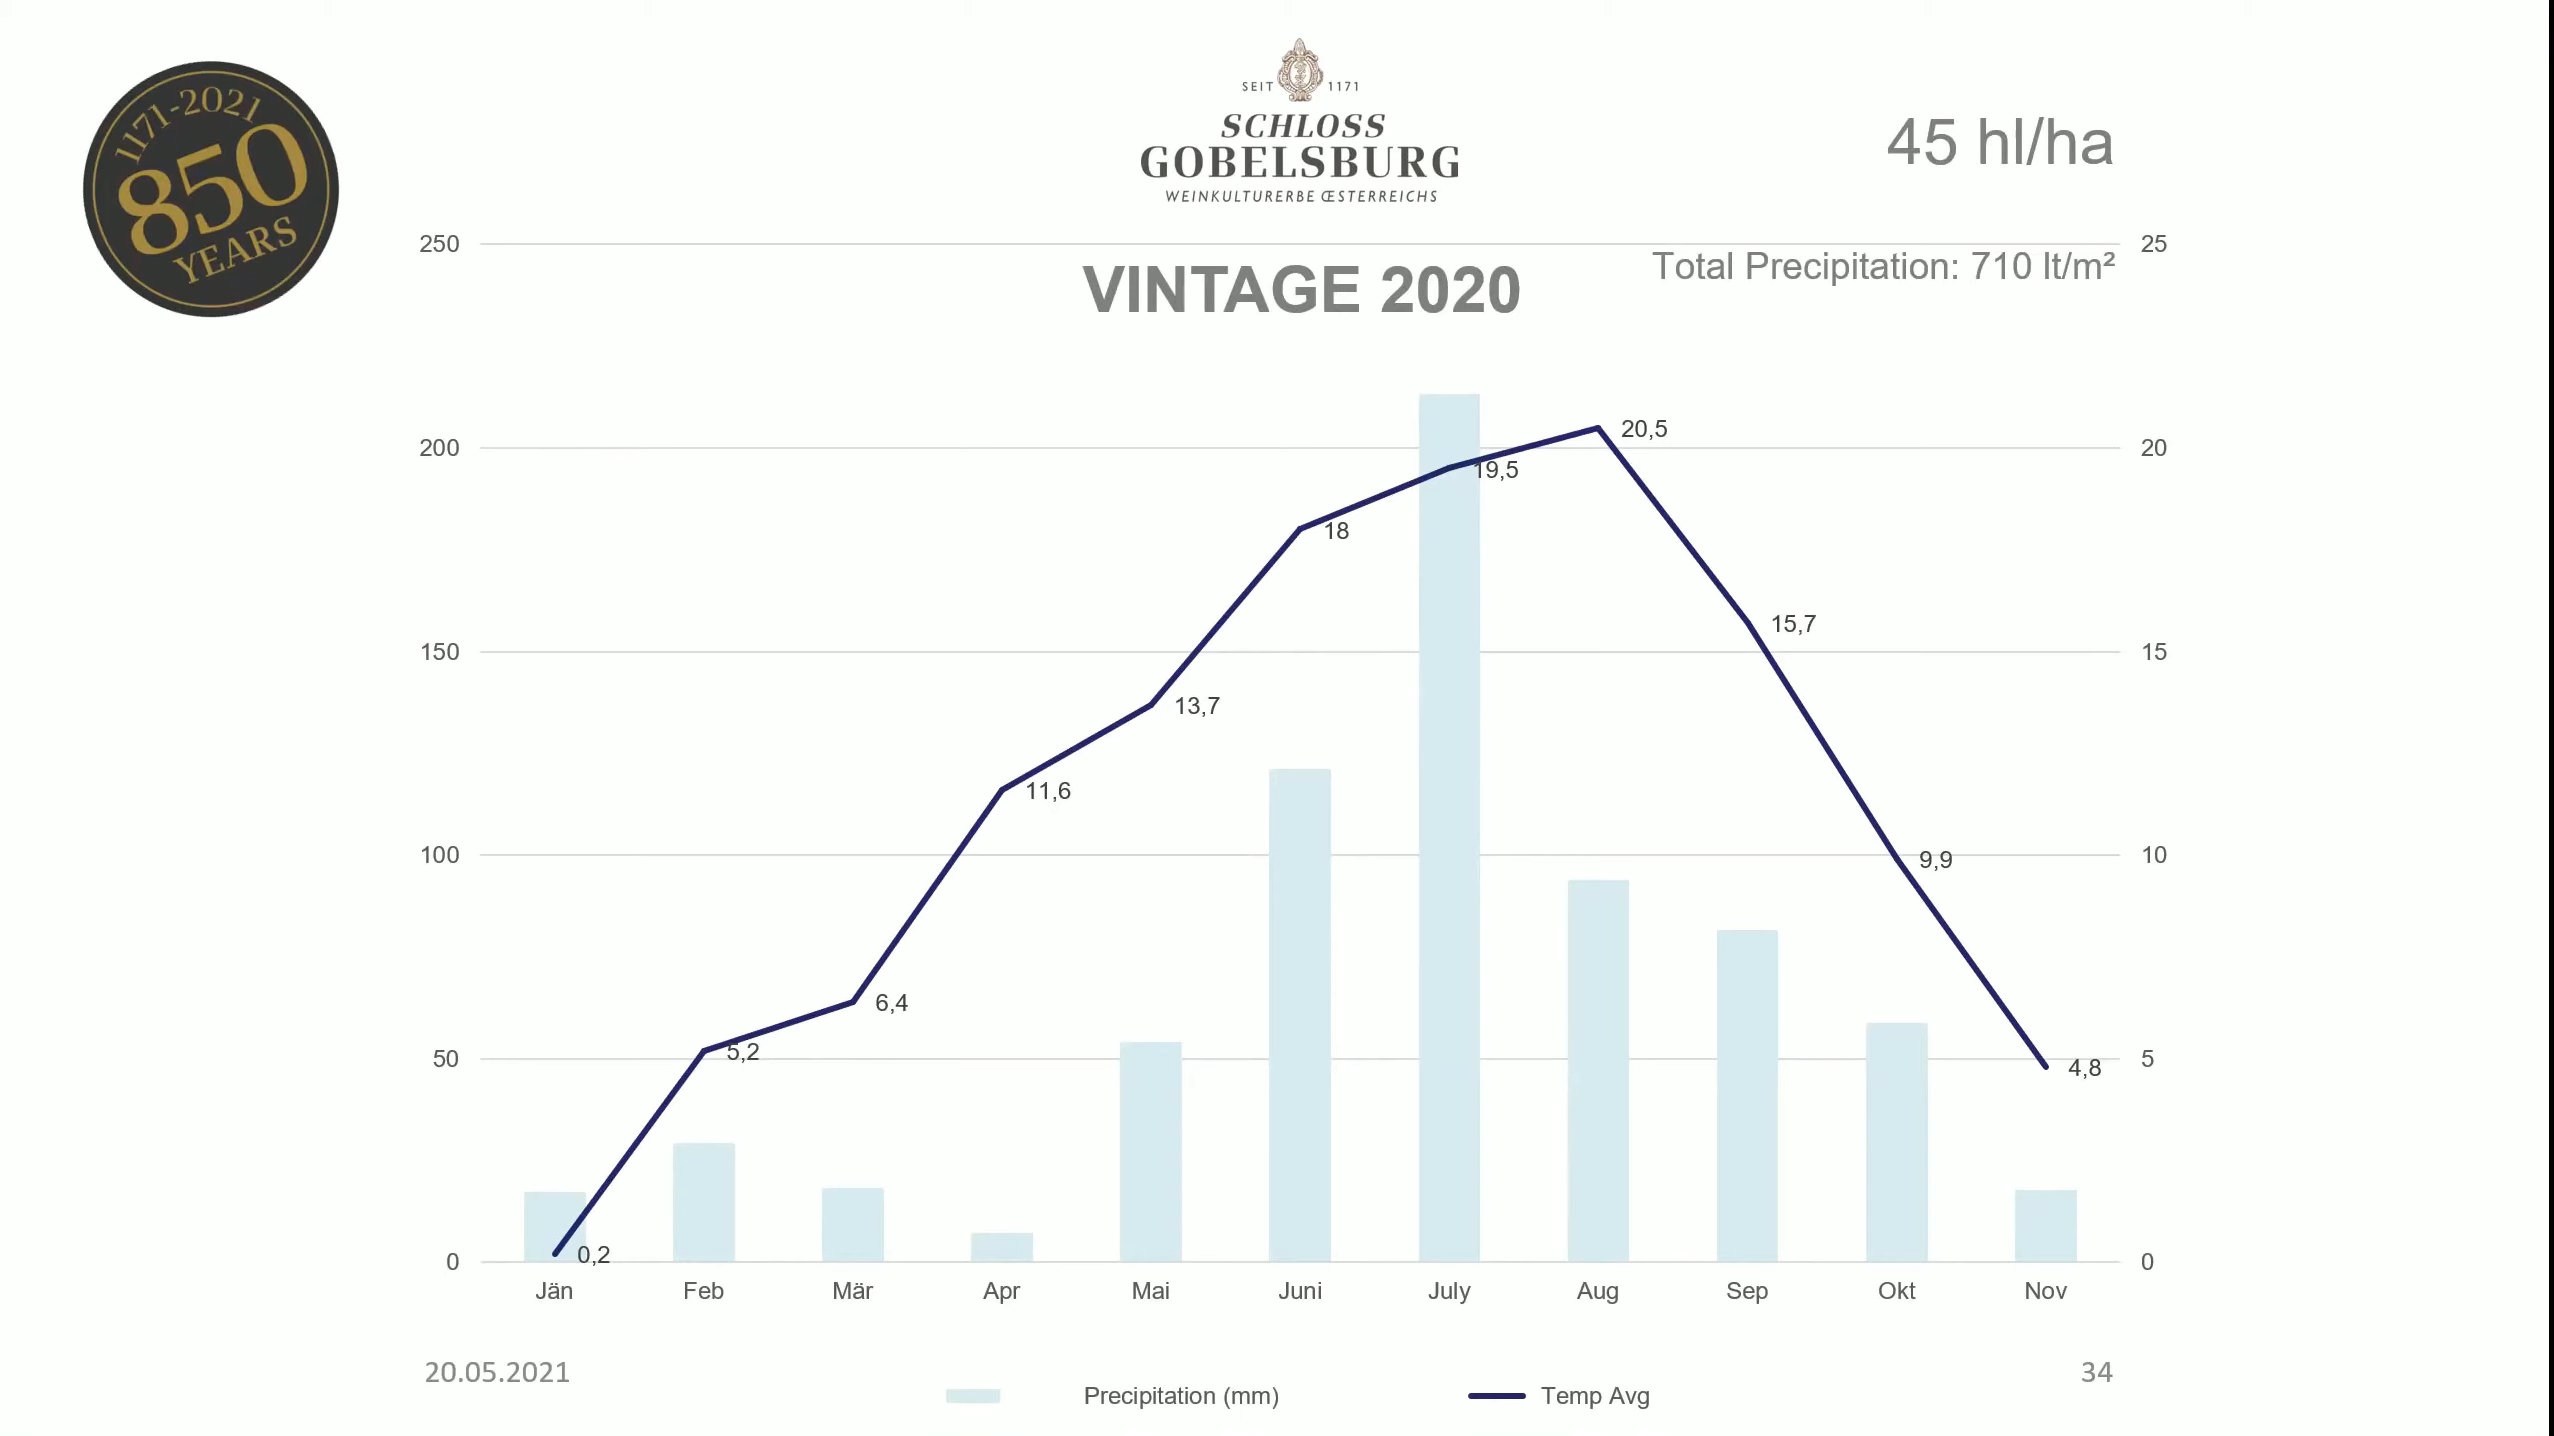 1171-2021
850
YEARS
SEIT 1171
SCHLOSS
GOBELSBURG
WEINKULTURERBE ŒSTERREICHS
45 hl/ha
VINTAGE 2020
Total Precipitation: 710 lt/m²
250 25
200 20
150 15
100 10
50 5
0 0
0,2
5,2
6,4
11,6
13,7
18
19,5
20,5
15,7
9,9
4,8
Jän Feb Mär Apr Mai Juni July Aug Sep Okt Nov
20.05.2021
34
Precipitation (mm) Temp Avg